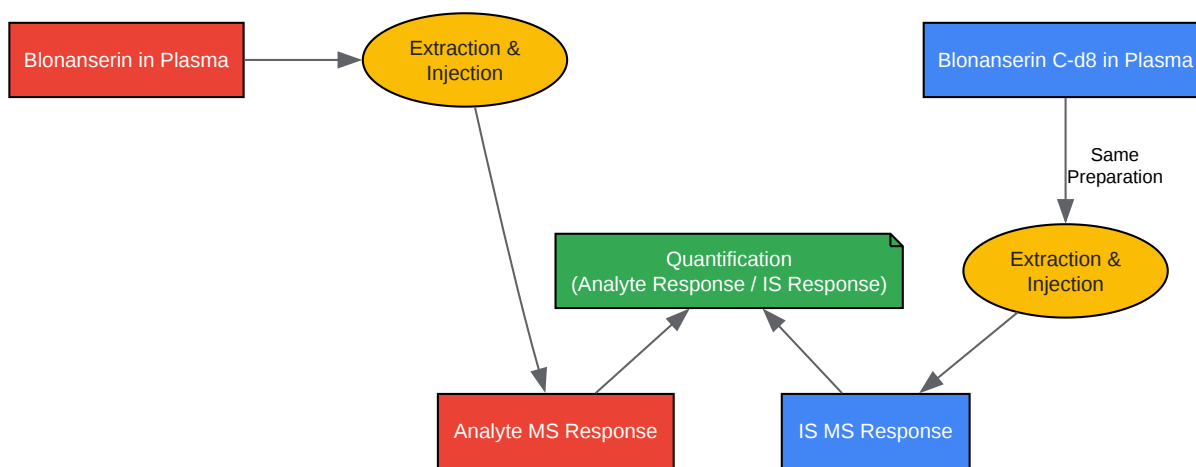 Blonanserin in Plasma
Extraction &
Injection
Blonanserin C-d8 in Plasma
Same
Preparation
Quantification
(Analyte Response / IS Response)
Extraction &
Injection
Analyte MS Response
IS MS Response